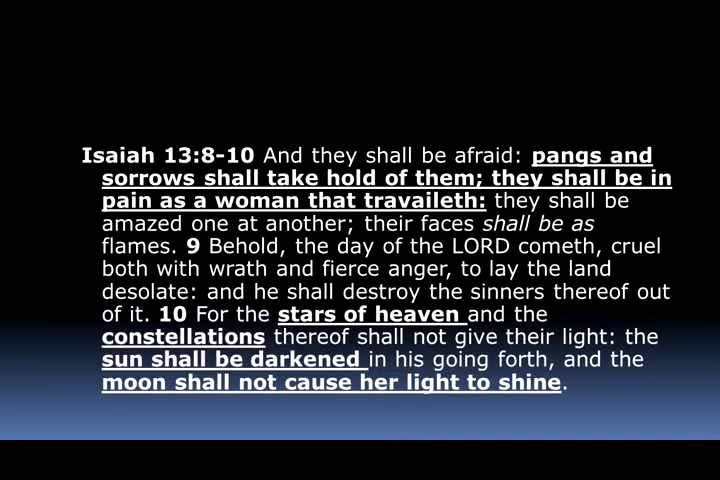 Isaiah 13:8-10 And they shall be afraid: pangs and
sorrows shall take hold of them; they shall be in
pain as a woman that travaileth: they shall be
amazed one at another; their faces shall be as
flames. 9 Behold, the day of the LORD cometh, cruel
both with wrath and fierce anger, to lay the land
desolate: and he shall destroy the sinners thereof out
of it. 10 For the stars of heaven and the
constellations thereof shall not give their light: the
sun shall be darkened in his going forth, and the
moon shall not cause her light to shine.